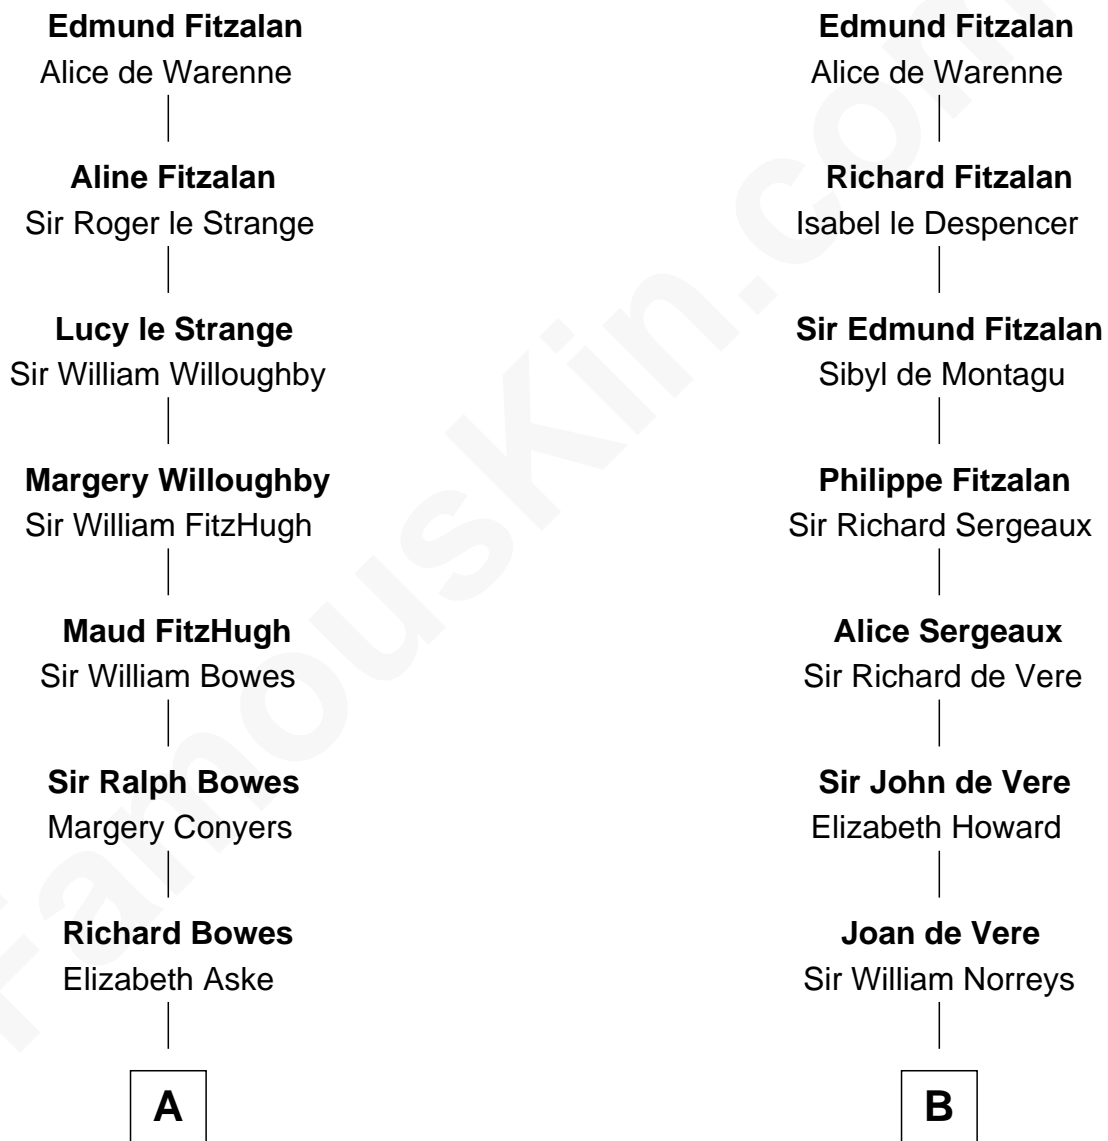 Edmund Fitzalan
Alice de Warenne
Aline Fitzalan
Sir Roger le Strange
Lucy le Strange
Sir William Willoughby
Margery Willoughby
Sir William FitzHugh
Maud FitzHugh
Sir William Bowes
Sir Ralph Bowes
Margery Conyers
Richard Bowes
Elizabeth Aske
A
Edmund Fitzalan
Alice de Warenne
Richard Fitzalan
Isabel le Despencer
Sir Edmund Fitzalan
Sibyl de Montagu
Philippe Fitzalan
Sir Richard Sergeaux
Alice Sergeaux
Sir Richard de Vere
Sir John de Vere
Elizabeth Howard
Joan de Vere
Sir William Norreys
B
FamousKin.com